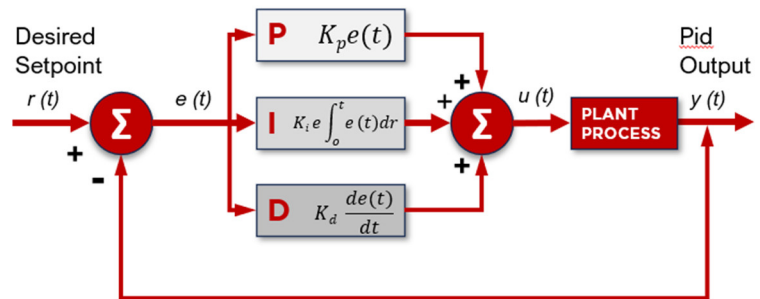 Desired
Setpoint
r (t)
+
-
Σ
e (t)
P K_p e(t)
I K_i e ∫_o^t e (t)dr
D K_d de(t)/dt
+
+
+
Σ
u (t)
PLANT
PROCESS
Pid
Output
y (t)